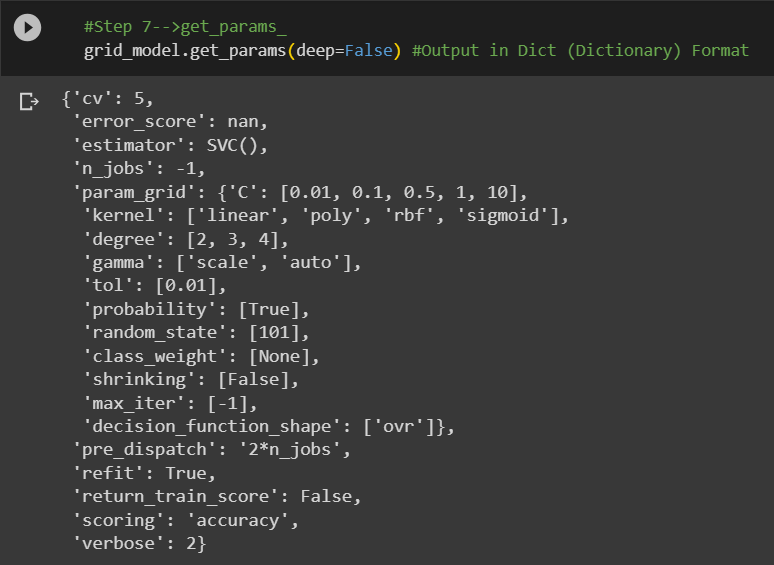 #Step 7-->get_params_
grid_model.get_params(deep=False) #Output in Dict (Dictionary) Format
{'cv': 5,
'error_score': nan,
'estimator': SVC(),
'n_jobs': -1,
'param_grid': {'C': [0.01, 0.1, 0.5, 1, 10],
'kernel': ['linear', 'poly', 'rbf', 'sigmoid'],
'degree': [2, 3, 4],
'gamma': ['scale', 'auto'],
'tol': [0.01],
'probability': [True],
'random_state': [101],
'class_weight': [None],
'shrinking': [False],
'max_iter': [-1],
'decision_function_shape': ['ovr']},
'pre_dispatch': '2*n_jobs',
'refit': True,
'return_train_score': False,
'scoring': 'accuracy',
'verbose': 2}